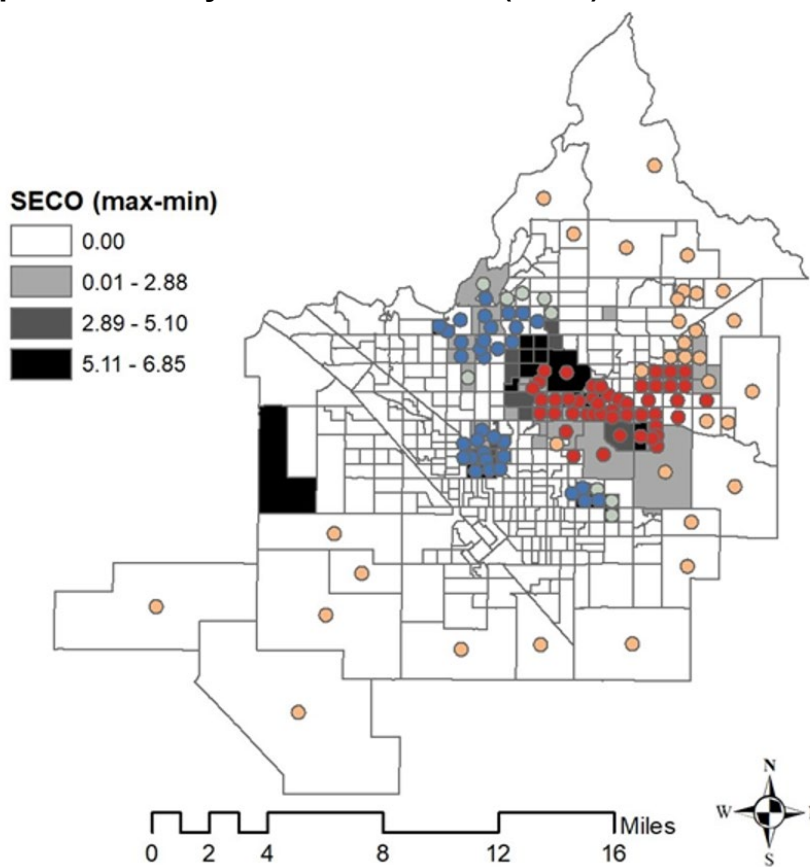 SECO (max-min)
0.00
0.01 - 2.88
2.89 - 5.10
5.11 - 6.85
N
W
S
Miles
0 2 4 8 12 16